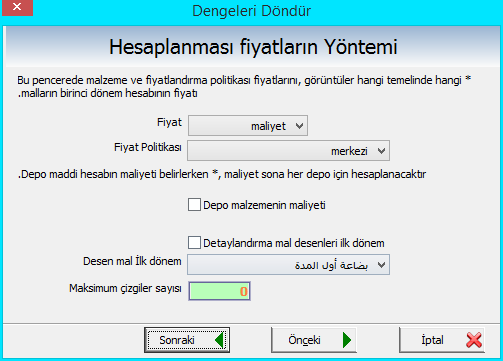 Dengeleri Döndür
Hesaplanması fiyatların Yöntemi
Bu pencerede malzeme ve fiyatlandırma politikası fiyatlarını, görüntüler hangi temelinde hangi *
.malların birinci dönem hesabının fiyatı
Fiyat
maliyet
Fiyat Politikası
merkezi
.Depo maddi hesabın maliyeti belirlerken *, maliyet sona her depo için hesaplanacaktır
Depo malzemenin maliyeti
Detaylandırma mal desenleri ilk dönem
Desen mal İlk dönem
بضاعة أول المدة
Maksimum çizgiler sayısı
0
Sonraki
Önceki
İptal